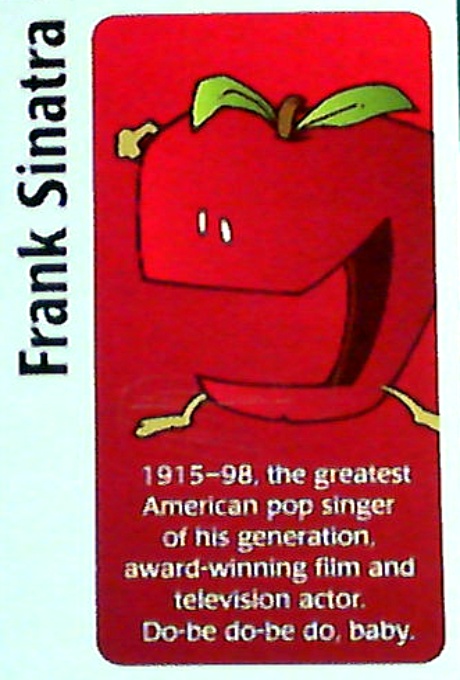 Frank Sinatra
1915–98, the greatest
American pop singer
of his generation,
award-winning film and
television actor.
Do-be do-be do, baby.